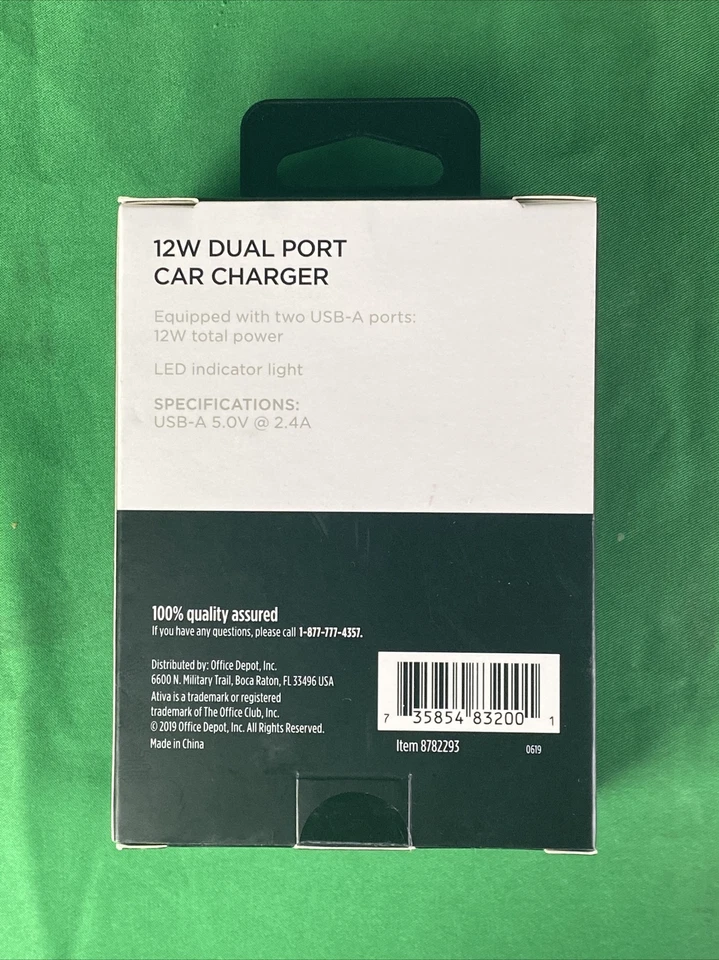 12W DUAL PORT
CAR CHARGER
Equipped with two USB-A ports:
12W total power
LED indicator light
SPECIFICATIONS:
USB-A 5.0V @ 2.4A
100% quality assured
If you have any questions, please call 1-877-777-4357.
Distributed by: Office Depot, Inc.
6600 N. Military Trail, Boca Raton, FL 33496 USA
Ativa is a trademark or registered
trademark of The Office Club, Inc.
© 2019 Office Depot, Inc. All Rights Reserved.
Made in China
7 35854 83200 1
Item 8782293
0619